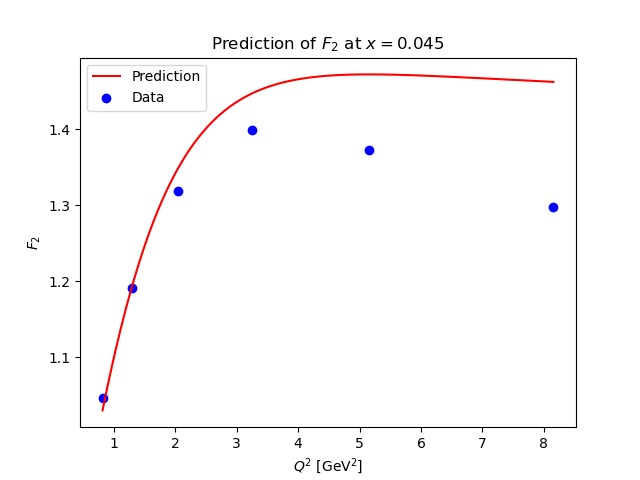 Prediction of $F_2$ at $x = 0.045$
Prediction
Data
1.4
1.3
1.2
1.1
$F_2$
1 2 3 4 5 6 7 8
$Q^2$ [GeV$^2$]